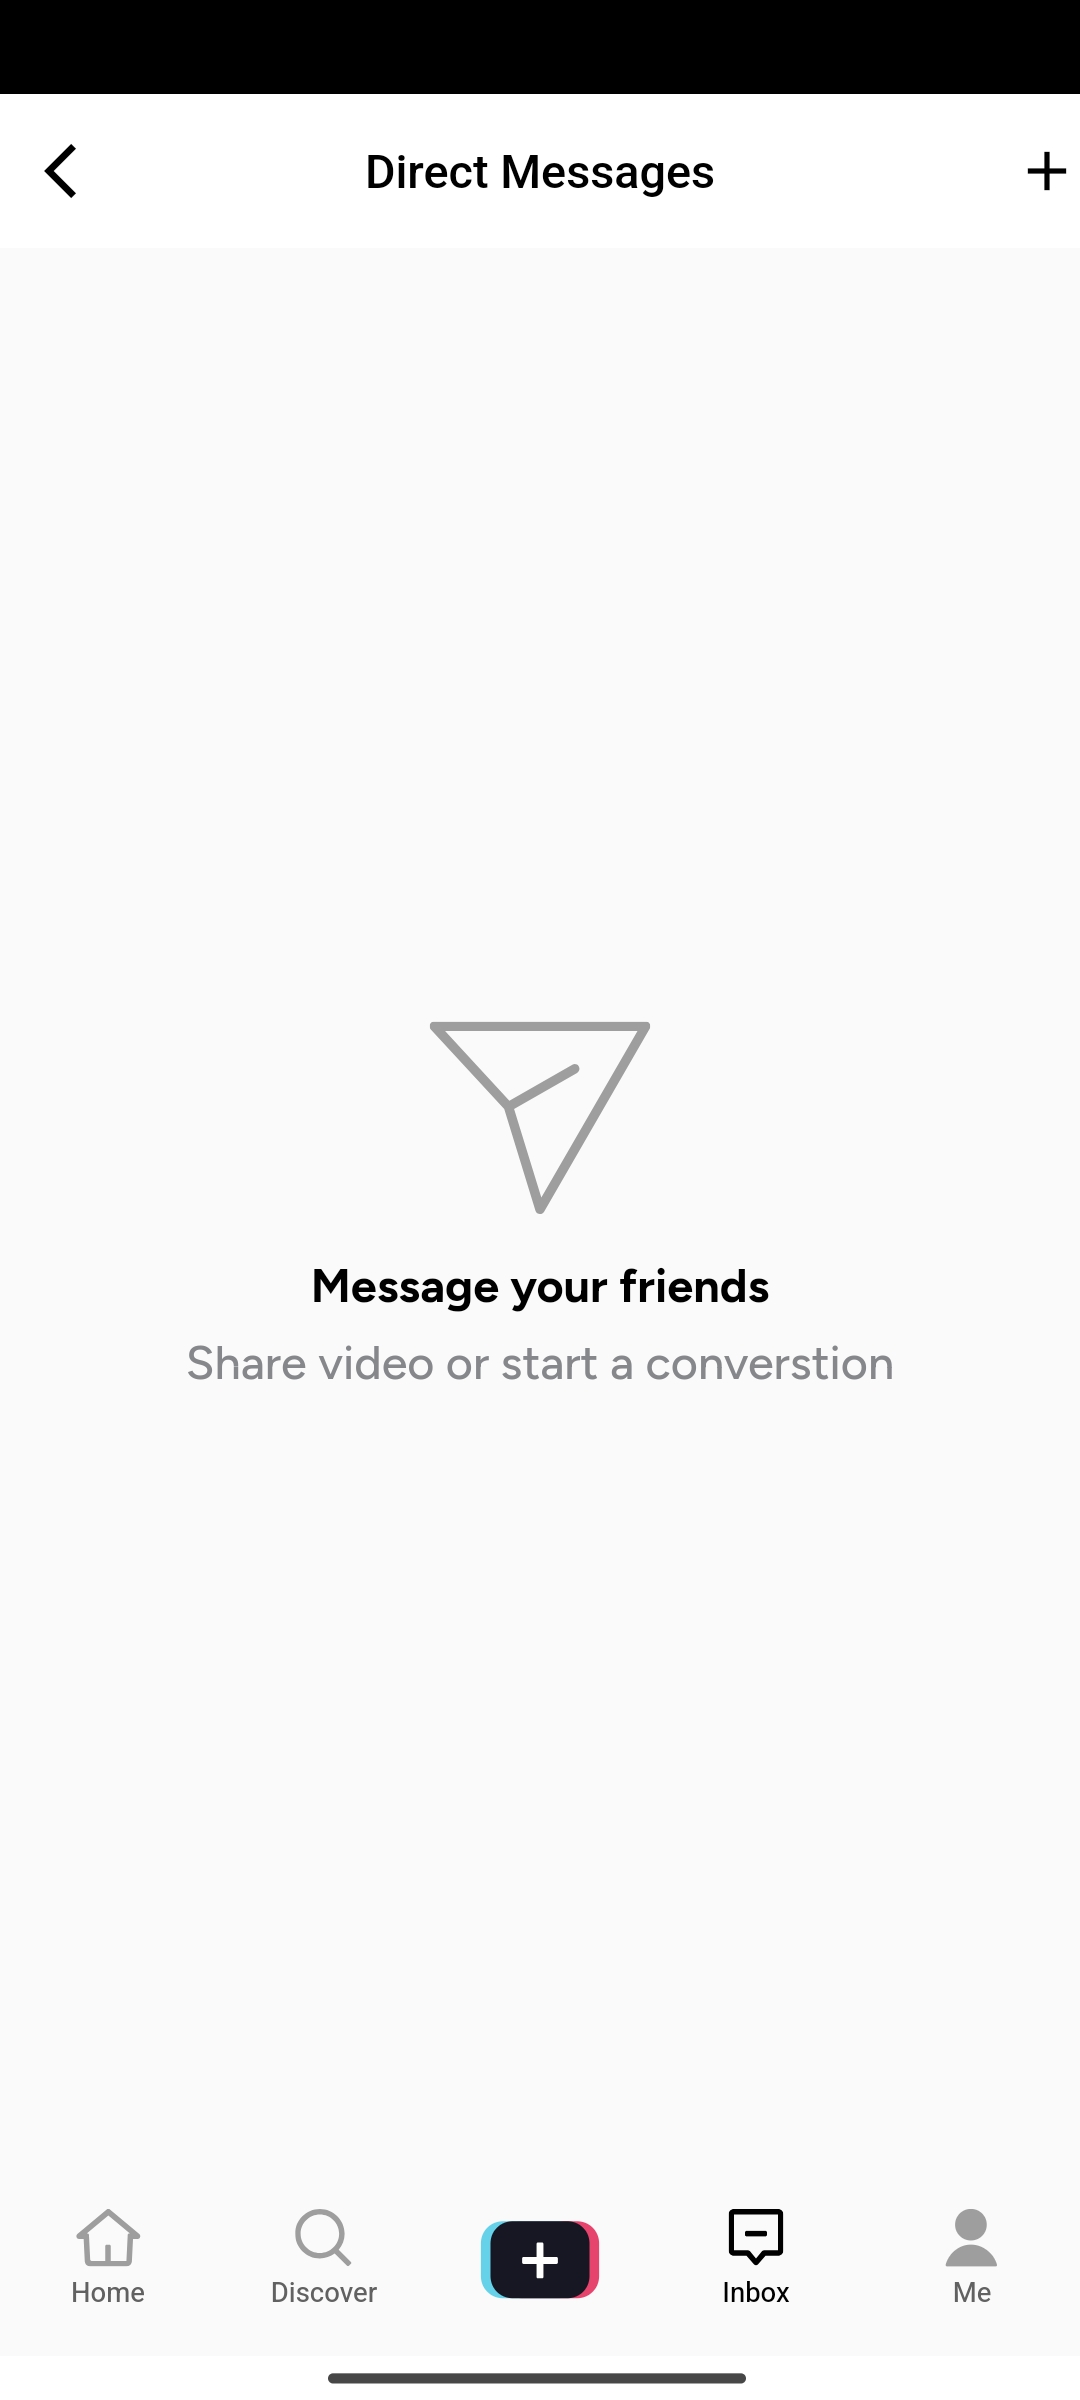 Direct Messages
Message your friends
Share video or start a converstion
Home
Discover
Inbox
Me